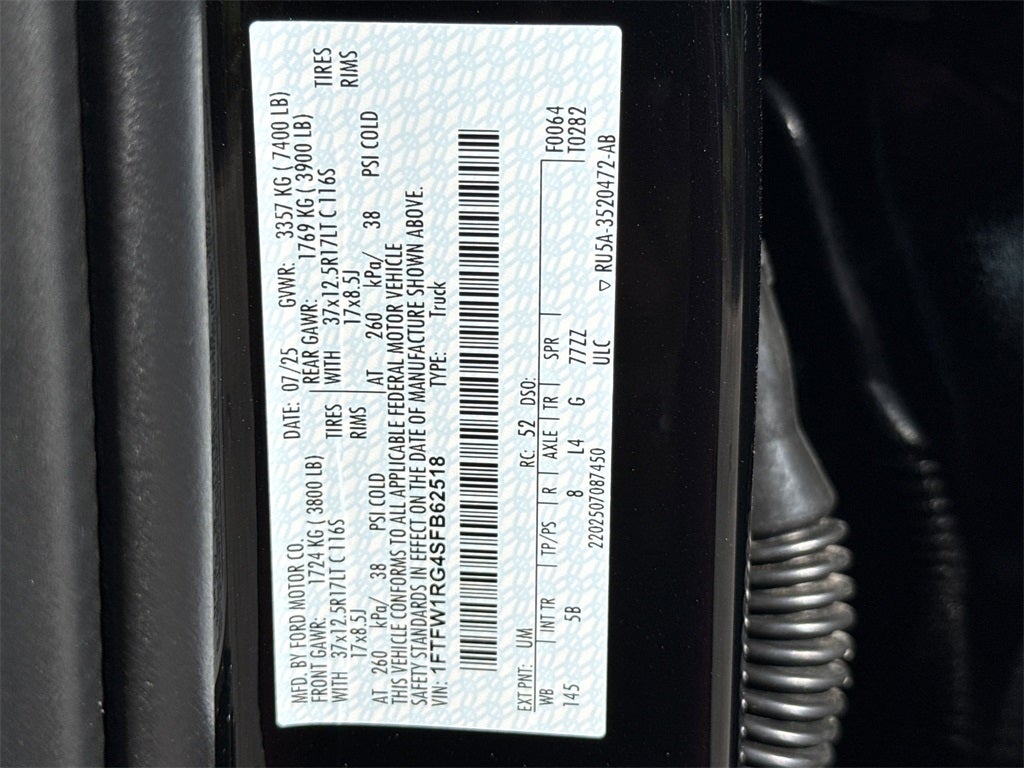 MFD. BY FORD MOTOR CO. DATE: 07/25 GVWR: 3357 KG ( 7400 LB)
FRONT GAWR: 1724 KG ( 3800 LB) REAR GAWR: 1769 KG ( 3900 LB)
WITH 37x12.5R17LT C 116S TIRES WITH 37x12.5R17LT C 116S TIRES
17x8.5J RIMS 17x8.5J RIMS
AT 260 kPa/ 38 PSI COLD AT 260 kPa/ 38 PSI COLD
THIS VEHICLE CONFORMS TO ALL APPLICABLE FEDERAL MOTOR VEHICLE
SAFETY STANDARDS IN EFFECT ON THE DATE OF MANUFACTURE SHOWN ABOVE.
VIN: 1FTFW1RG4SFB62518 TYPE: Truck
EXT PNT: UM RC: 52 DSO:
WB INT TR TP/PS R AXLE TR SPR F0064
145 5B 8 L4 G 77ZZ T0282
2202507087450 ULC ▽ RU5A-3520472-AB